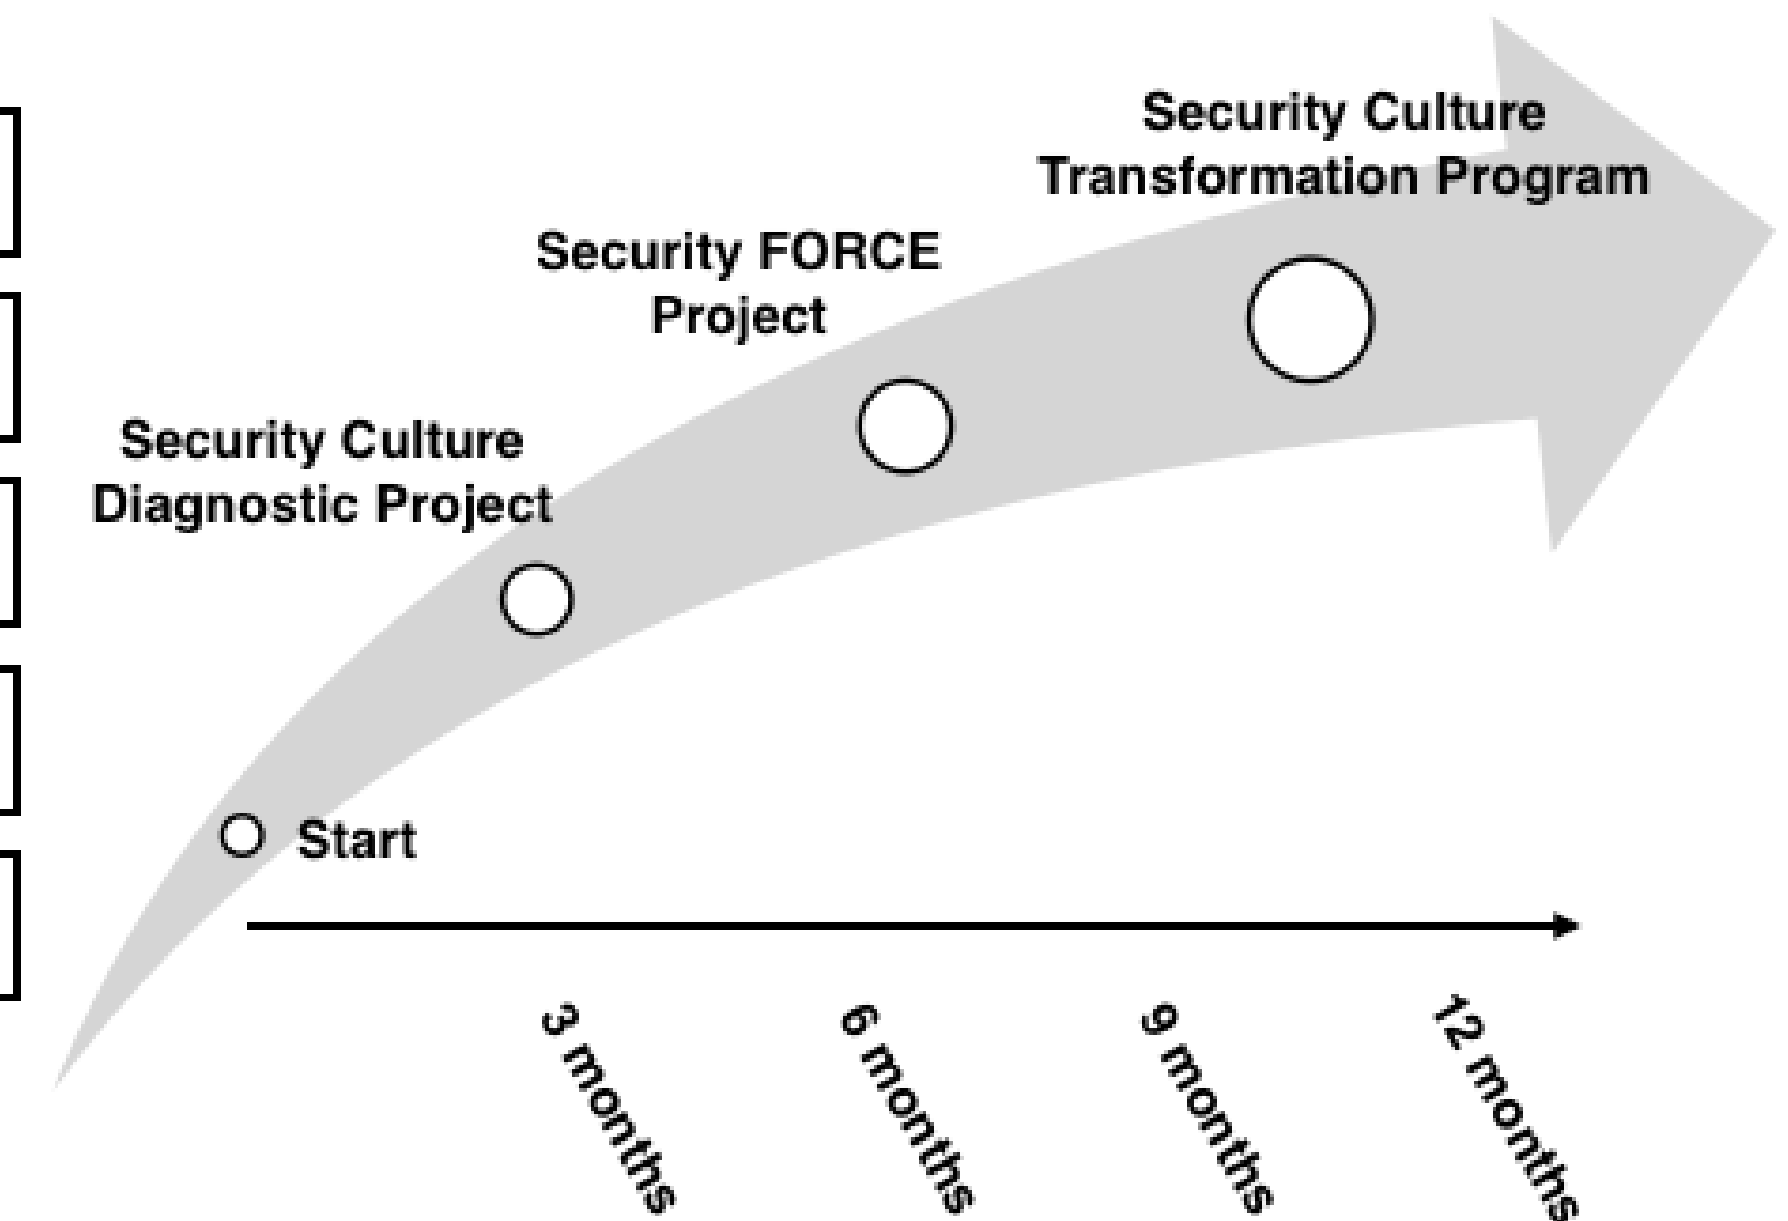 Security Culture
Transformation Program
Security FORCE
Project
Security Culture
Diagnostic Project
Start
3 months
6 months
9 months
12 months